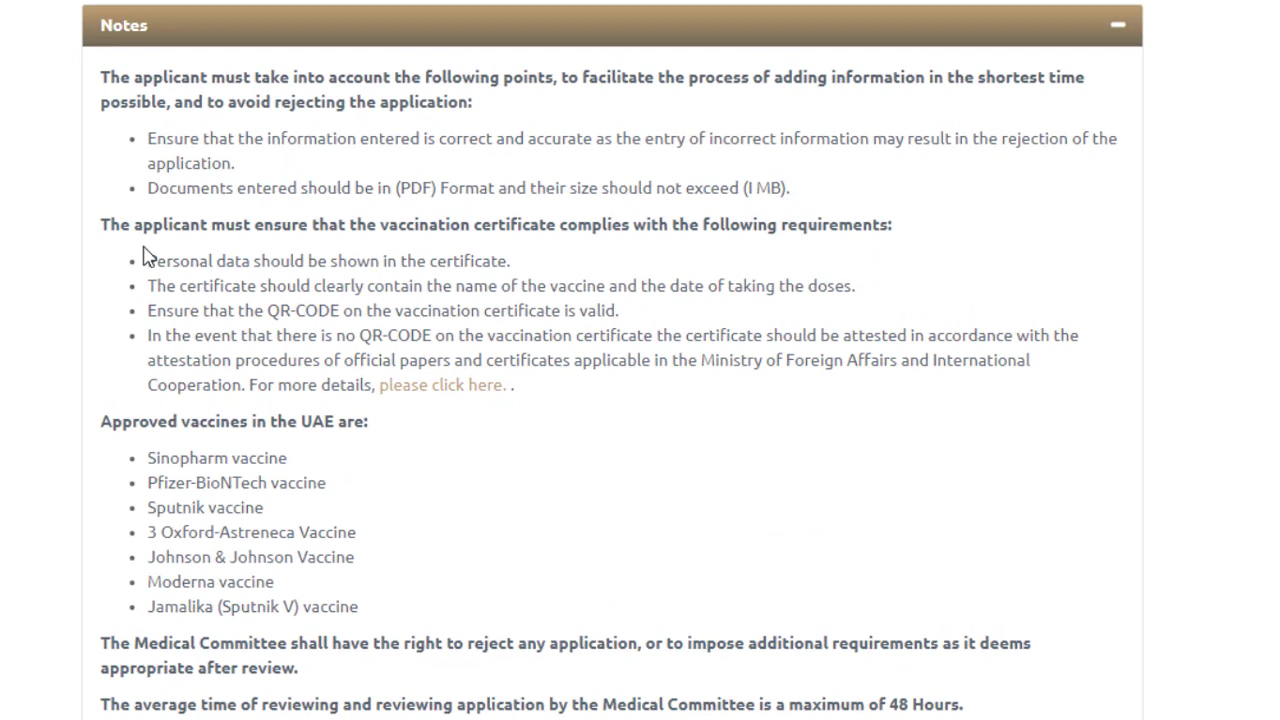 Notes
The applicant must take into account the following points, to facilitate the process of adding information in the shortest time
possible, and to avoid rejecting the application:
• Ensure that the information entered is correct and accurate as the entry of incorrect information may result in the rejection of the
application.
• Documents entered should be in (PDF) Format and their size should not exceed (I MB).
The applicant must ensure that the vaccination certificate complies with the following requirements:
• Personal data should be shown in the certificate.
• The certificate should clearly contain the name of the vaccine and the date of taking the doses.
• Ensure that the QR-CODE on the vaccination certificate is valid.
• In the event that there is no QR-CODE on the vaccination certificate the certificate should be attested in accordance with the
attestation procedures of official papers and certificates applicable in the Ministry of Foreign Affairs and International
Cooperation. For more details, please click here. .
Approved vaccines in the UAE are:
• Sinopharm vaccine
• Pfizer-BioNTech vaccine
• Sputnik vaccine
• 3 Oxford-Astreneca Vaccine
• Johnson & Johnson Vaccine
• Moderna vaccine
• Jamalika (Sputnik V) vaccine
The Medical Committee shall have the right to reject any application, or to impose additional requirements as it deems
appropriate after review.
The average time of reviewing and reviewing application by the Medical Committee is a maximum of 48 Hours.